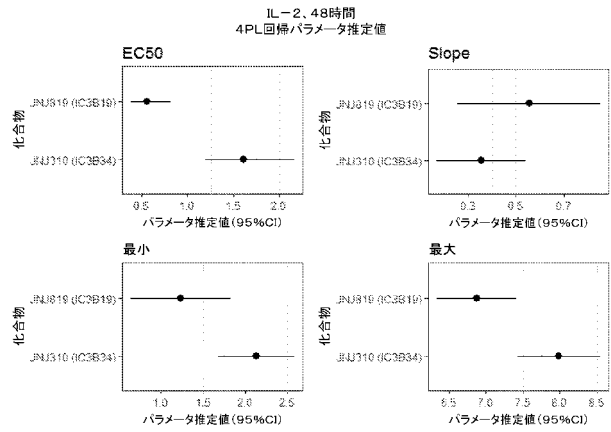 IL-2、48時間
4PL回帰パラメータ推定値
EC50
化合物
JNJ819 (IC3B19)
JNJ310 (IC3B34)
0.5 1.0 1.5 2.0
パラメータ推定値(95%CI)
Slope
化合物
JNJ819 (IC3B19)
JNJ310 (IC3B34)
0.3 0.5 0.7
パラメータ推定値(95%CI)
最小
化合物
JNJ819 (IC3B19)
JNJ310 (IC3B34)
1.0 1.5 2.0 2.5
パラメータ推定値(95%CI)
最大
化合物
JNJ819 (IC3B19)
JNJ310 (IC3B34)
6.5 7.0 7.5 8.0 8.5
パラメータ推定値(95%CI)